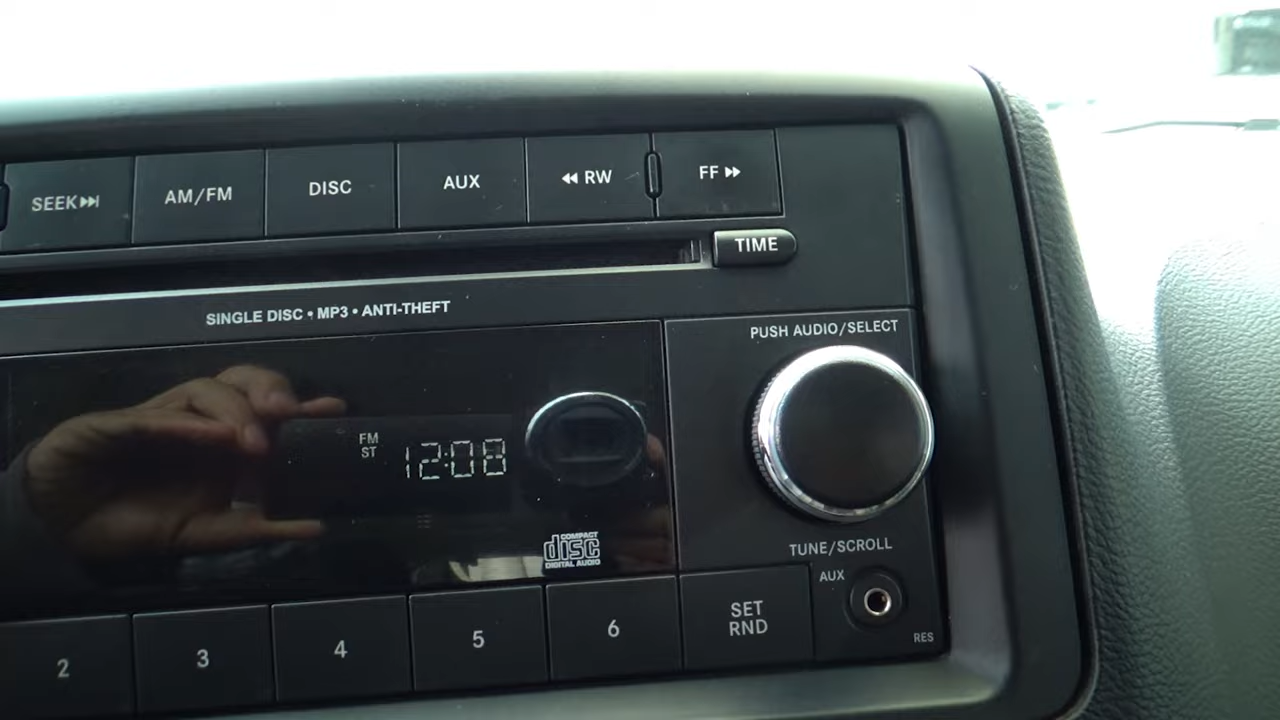 SEEK
AM/FM
DISC
AUX
RW
FF
TIME
SINGLE DISC • MP3 • ANTI-THEFT
PUSH AUDIO/SELECT
FM
ST
12:08
COMPACT
disc
DIGITAL AUDIO
TUNE/SCROLL
AUX
RES
2
3
4
5
6
SET
RND